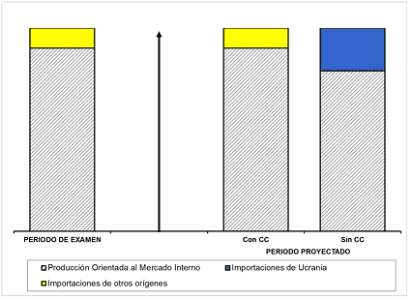 PERIODO DE EXAMEN
Con CC
Sin CC
PERIODO PROYECTADO
Producción Orientada al Mercado Interno
Importaciones de Ucrania
Importaciones de otros orígenes